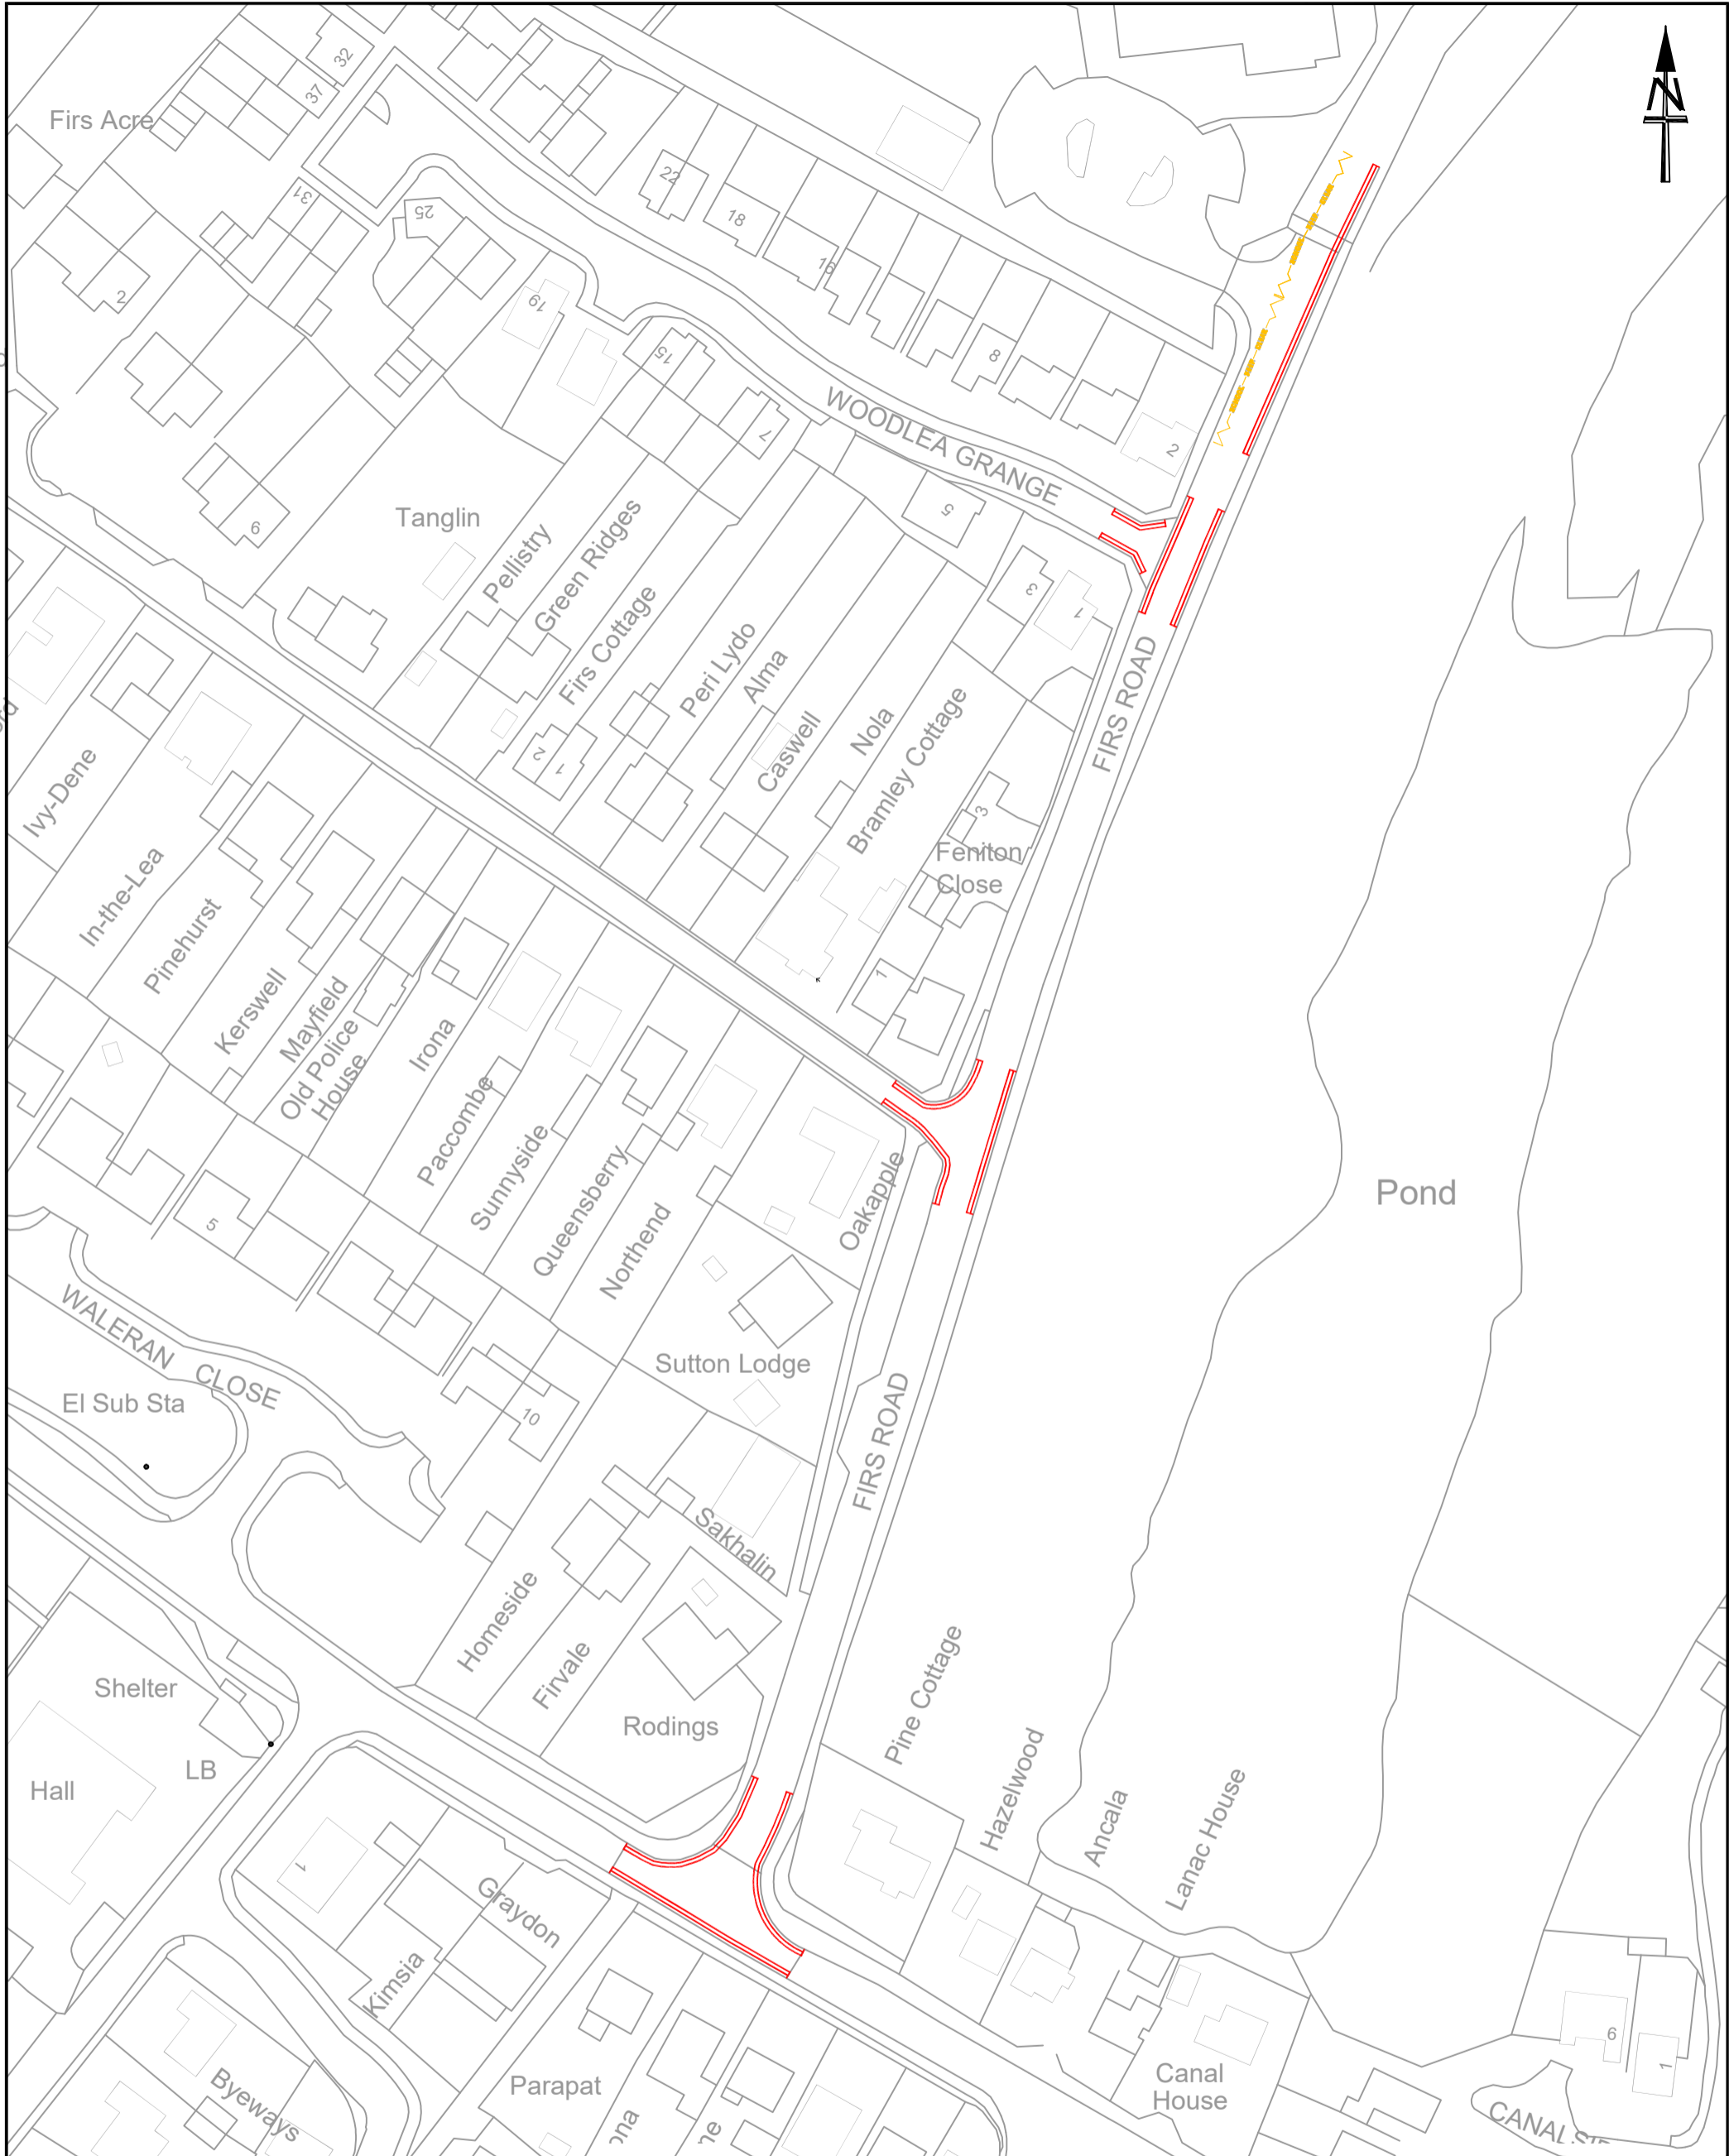 N
32
37
Firs Acre
31
25
22
18
16
2
19
15
8
7
WOODLEA GRANGE
2
5
6
Tanglin
Pellistry
Green Ridges
Firs Cottage
3
1
Peri Lydo
Alma
Caswell
Nola
Bramley Cottage
FIRS ROAD
2
1
3
Feniton
Close
1
Ivy-Dene
In-the-Lea
Pinehurst
Kerswell
Mayfield
Old Police
House
Irona
Paccombe
Sunnyside
Queensberry
Northend
Oakapple
Pond
5
WALERAN CLOSE
El Sub Sta
10
Sutton Lodge
FIRS ROAD
Sakhalin
Homeside
Firvale
Rodings
Shelter
LB
Hall
Pine Cottage
Hazelwood
Ancala
Lanac House
1
Graydon
Kimsia
Byeways
Parapat
Canal
House
6
1